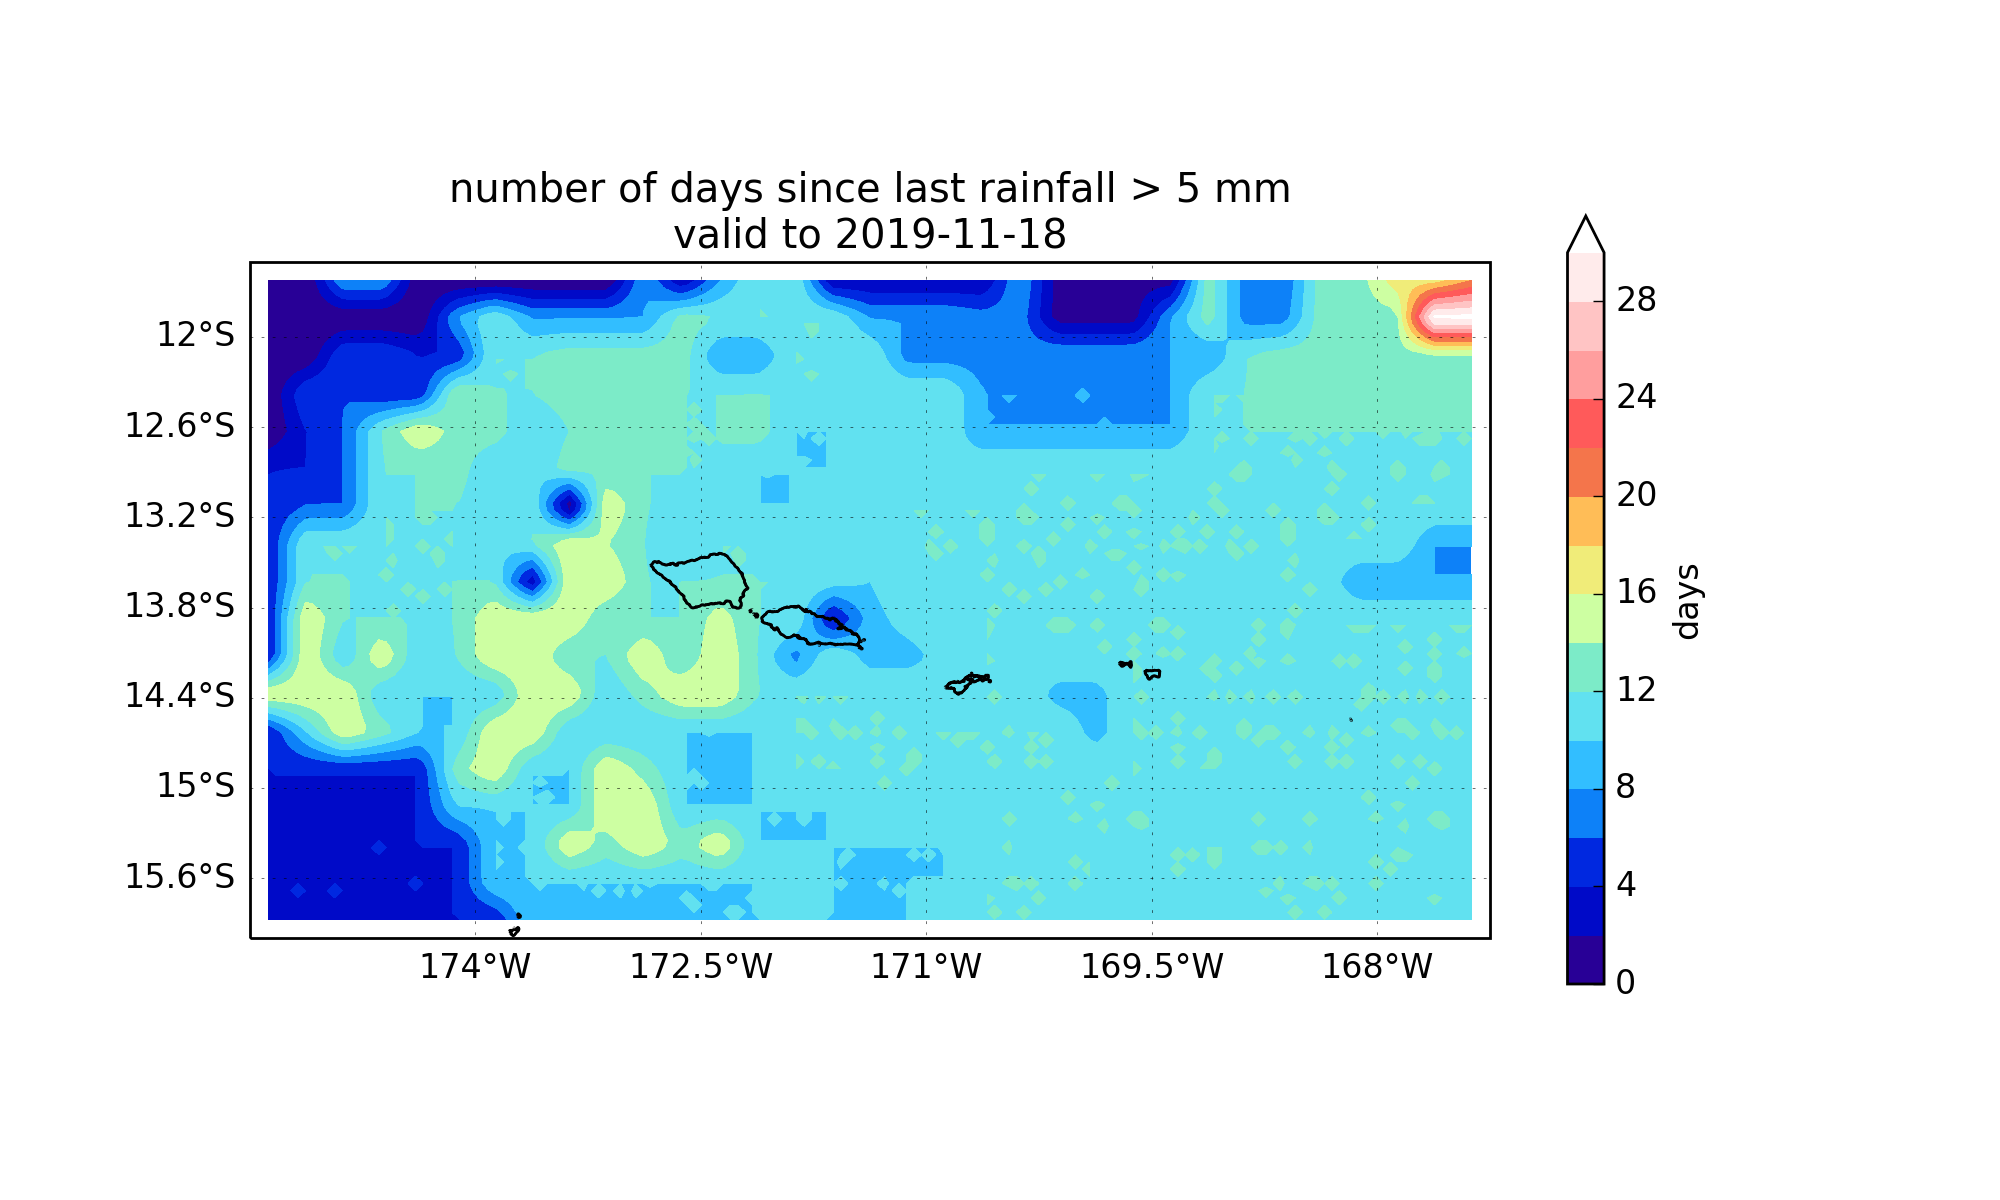 number of days since last rainfall > 5 mm
valid to 2019-11-18
12°S
12.6°S
13.2°S
13.8°S
14.4°S
15°S
15.6°S
174°W
172.5°W
171°W
169.5°W
168°W
28
24
20
16
12
8
4
0
days